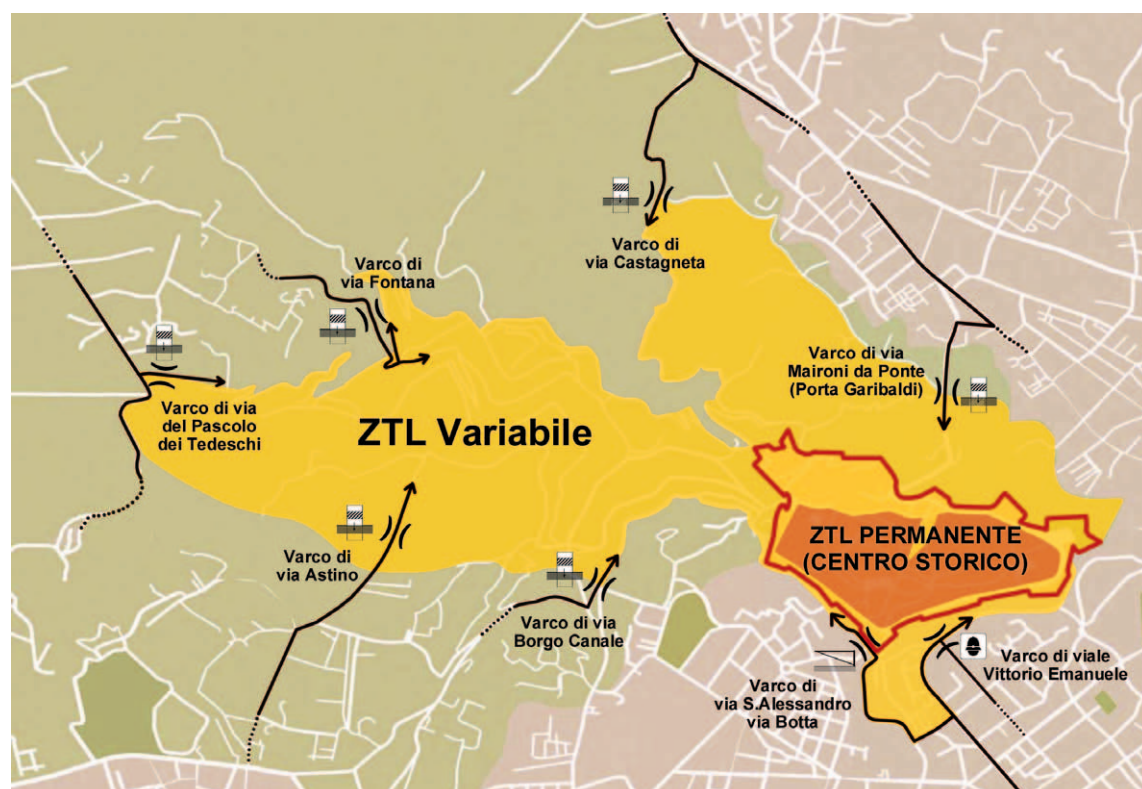 Varco di
via Castagneta
Varco di
via Fontana
Varco di via
Maironi da Ponte
(Porta Garibaldi)
Varco di via
del Pascolo
dei Tedeschi
ZTL Variabile
ZTL PERMANENTE
(CENTRO STORICO)
Varco di
via Astino
Varco di via
Borgo Canale
Varco di
via S.Alessandro
via Botta
Varco di viale
Vittorio Emanuele